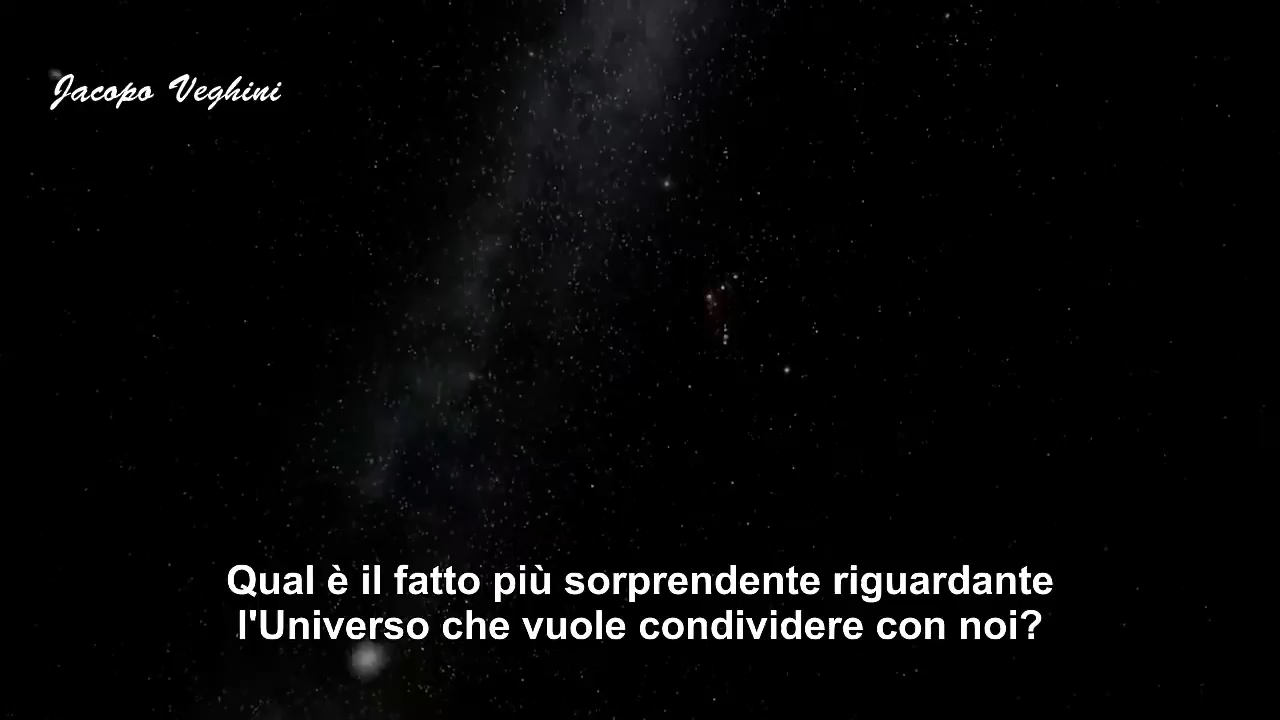 Jacopo Veghini
Qual è il fatto più sorprendente riguardante
l'Universo che vuole condividere con noi?